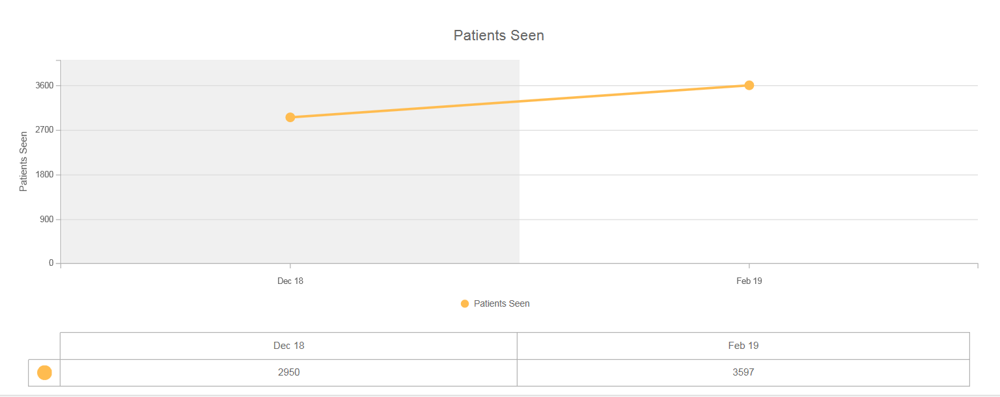 Patients Seen
3600
2700
1800
900
0
Patients Seen
Dec 18 Feb 19
Patients Seen
Dec 18 Feb 19
2950 3597